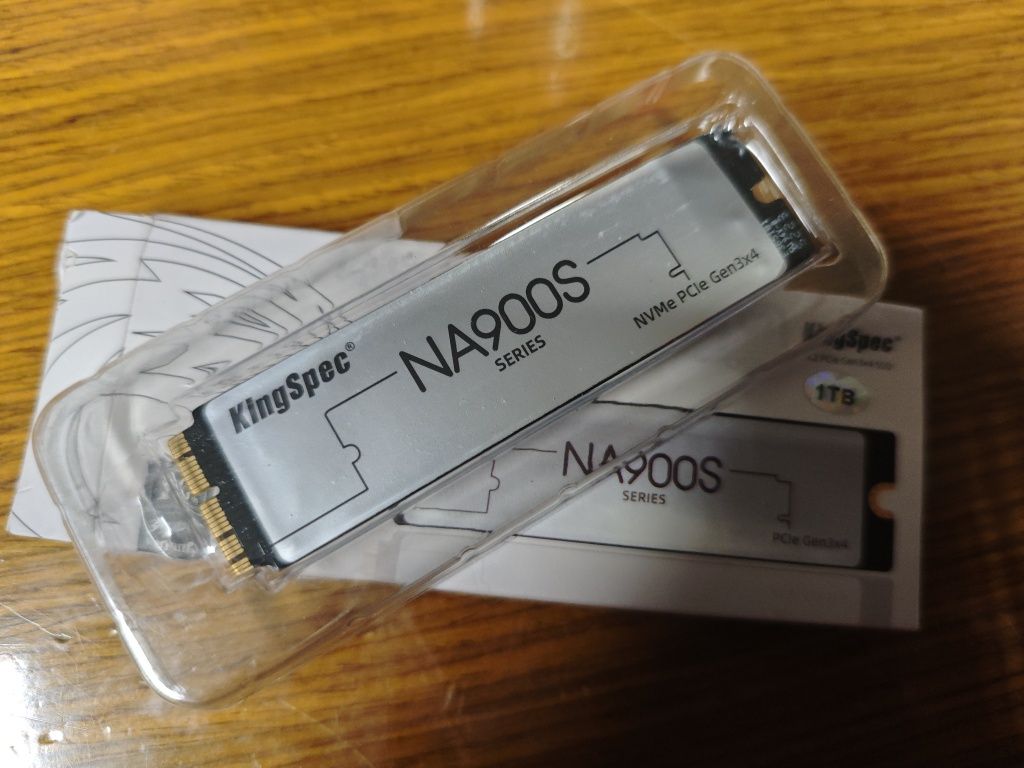 KingSpec®
NA900S
SERIES
NVMe PCIe Gen3x4
KingSpec®
1TB
NA900S
SERIES
PCIe Gen3x4